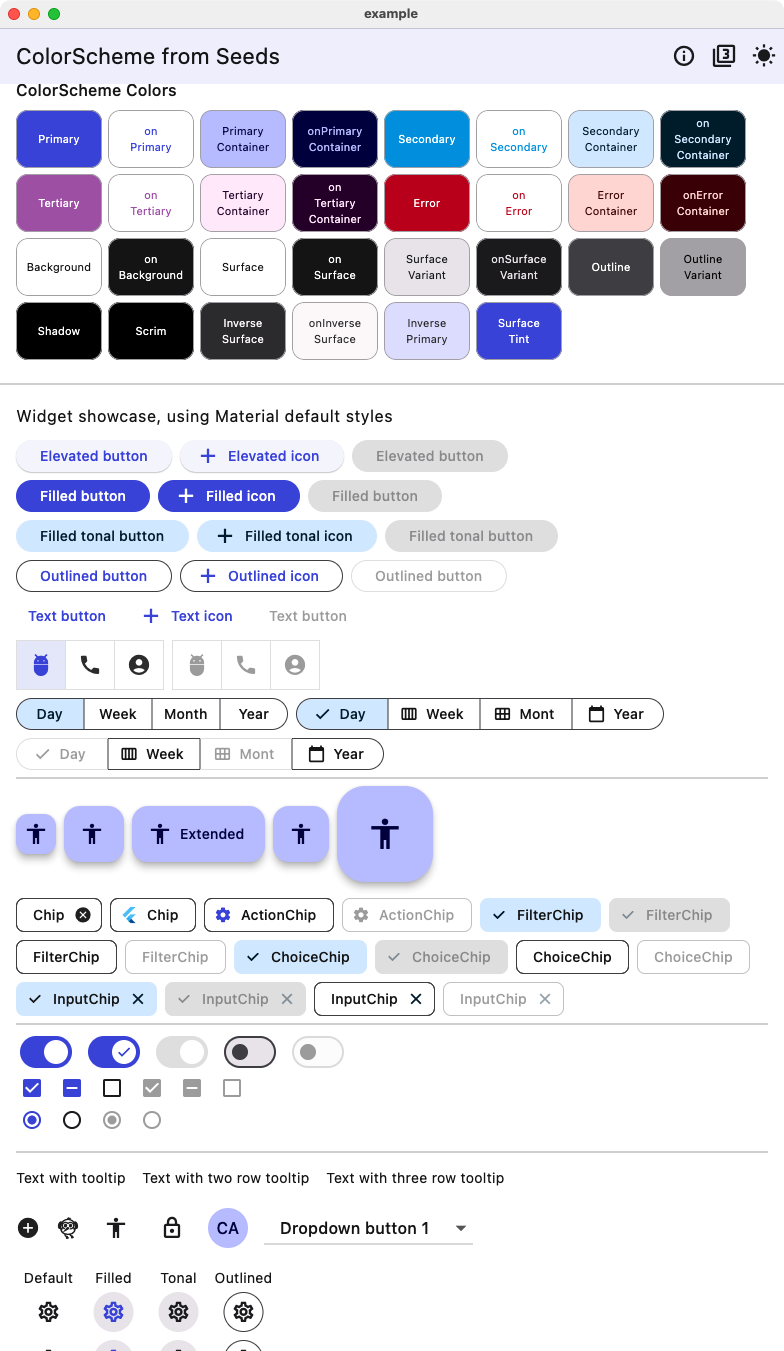 example
ColorScheme from Seeds
3
ColorScheme Colors
Primary
on
Primary
Primary
Container
onPrimary
Container
Secondary
on
Secondary
Secondary
Container
on
Secondary
Container
Tertiary
on
Tertiary
Tertiary
Container
on
Tertiary
Container
Error
on
Error
Error
Container
onError
Container
Background
on
Background
Surface
on
Surface
Surface
Variant
onSurface
Variant
Outline
Outline
Variant
Shadow
Scrim
Inverse
Surface
onInverse
Surface
Inverse
Primary
Surface
Tint
Widget showcase, using Material default styles
Elevated button
Elevated icon
Elevated button
Filled button
Filled icon
Filled button
Filled tonal button
Filled tonal icon
Filled tonal button
Outlined button
Outlined icon
Outlined button
Text button
Text icon
Text button
Day
Week
Month
Year
Day
Week
Mont
Year
Day
Week
Mont
Year
Extended
Chip
Chip
ActionChip
ActionChip
FilterChip
FilterChip
FilterChip
FilterChip
ChoiceChip
ChoiceChip
ChoiceChip
ChoiceChip
InputChip
InputChip
InputChip
InputChip
Text with tooltip
Text with two row tooltip
Text with three row tooltip
CA
Dropdown button 1
Default
Filled
Tonal
Outlined